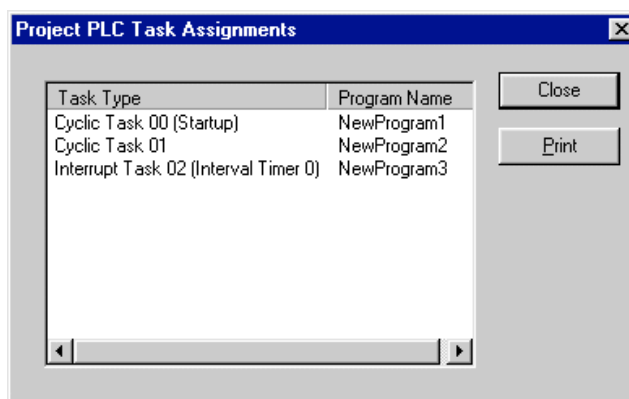 Project PLC Task Assignments
Task Type Program Name
Cyclic Task 00 (Startup) NewProgram1
Cyclic Task 01 NewProgram2
Interrupt Task 02 (Interval Timer 0) NewProgram3
Close
Print